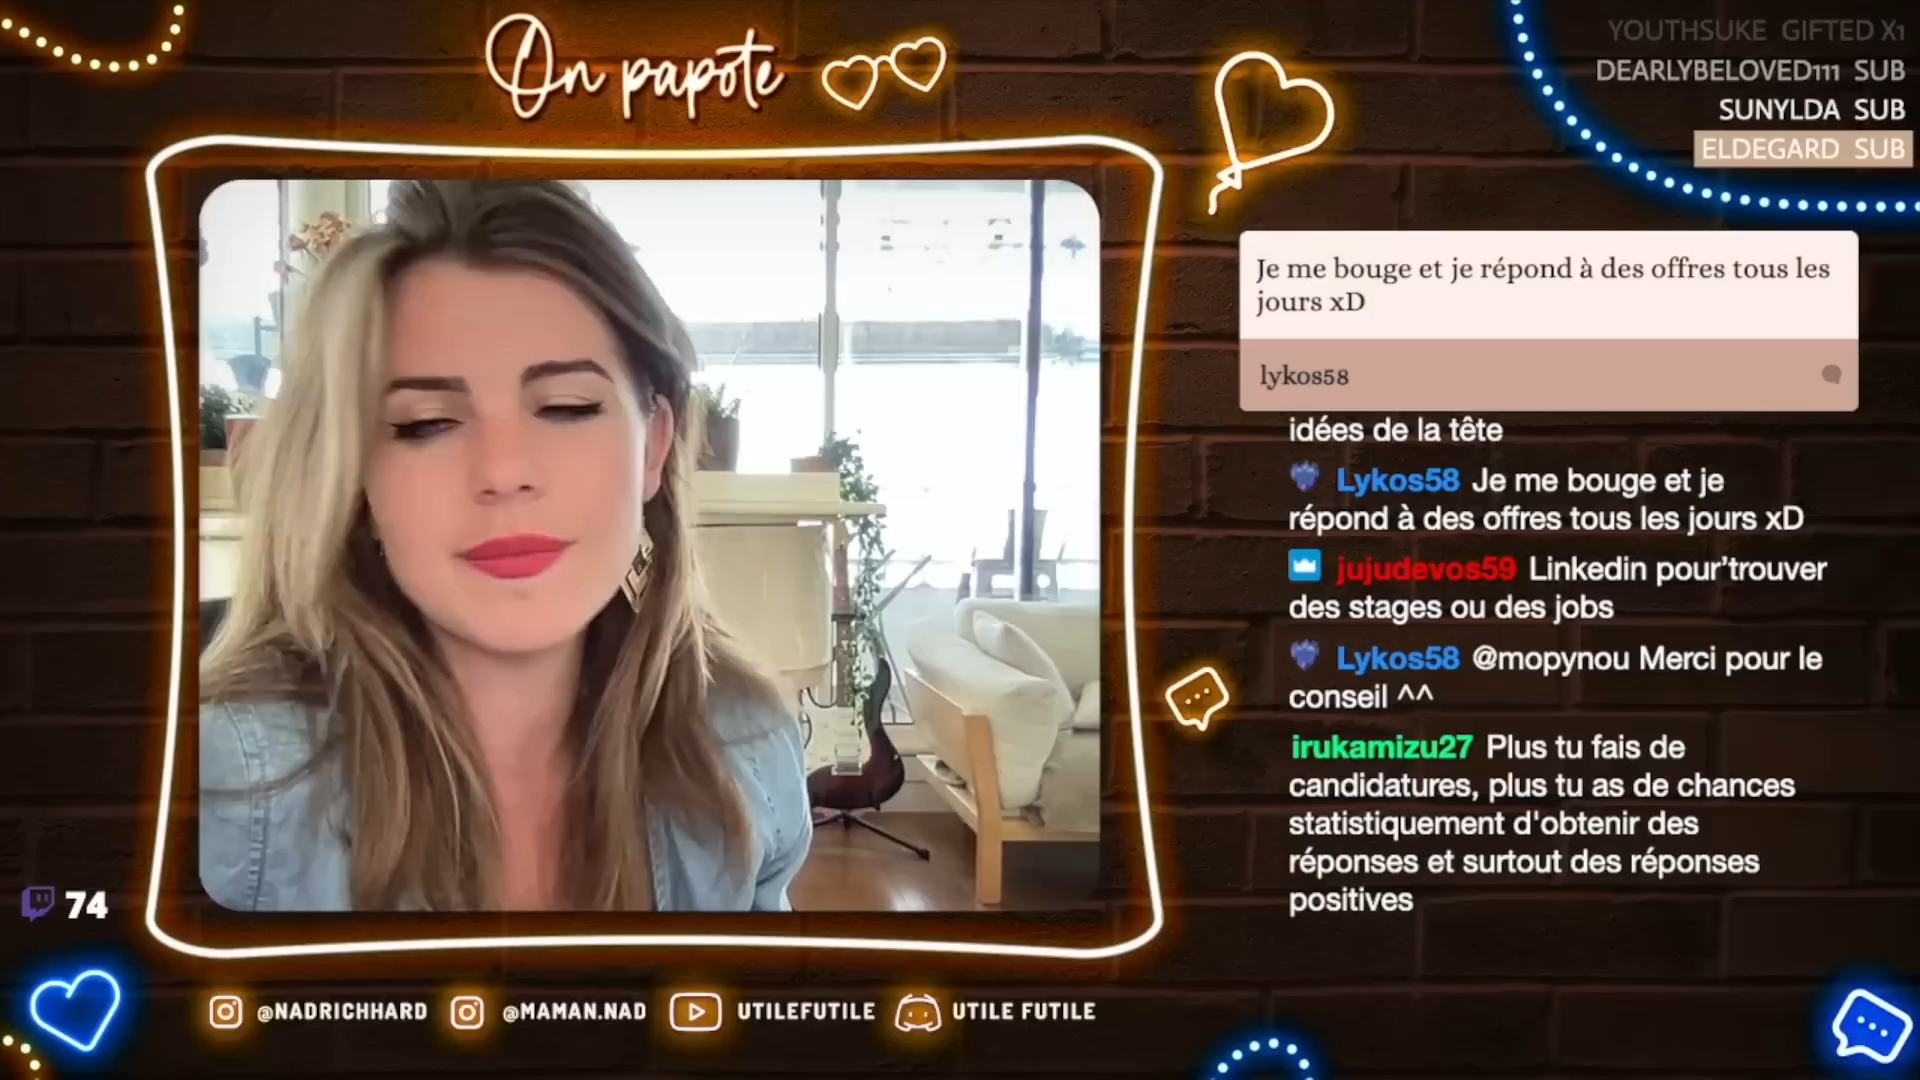 On papote
YOUTHSUKE GIFTED X1
DEARLYBELOVED111 SUB
SUNYLDA SUB
ELDEGARD SUB
Je me bouge et je répond à des offres tous les
jours xD
lykos58
idées de la tête
Lykos58 Je me bouge et je
répond à des offres tous les jours xD
jujudevos59 Linkedin pour'trouver
des stages ou des jobs
Lykos58 @mopynou Merci pour le
conseil ^^
irukamizu27 Plus tu fais de
candidatures, plus tu as de chances
statistiquement d'obtenir des
réponses et surtout des réponses
positives
74
@NADRICHHARD @MAMAN.NAD UTILEFUTILE UTILE FUTILE